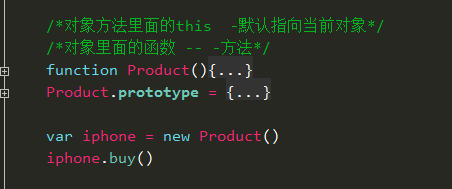 /*对象方法里面的this  -默认指向当前对象*/
/*对象里面的函数 -- -方法*/
function Product(){...}
Product.prototype = {...}
var iphone = new Product()
iphone.buy()